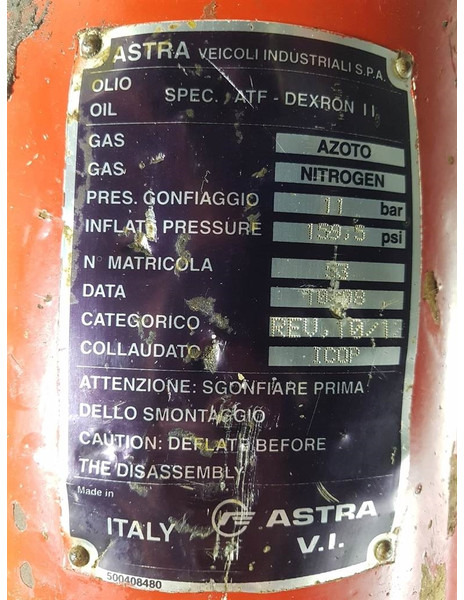 ASTRA VEICOLI INDUSTRIALI S.P.A.
OLIO
OIL SPEC. ATF - DEXRON II
GAS AZOTO
GAS NITROGEN
PRES. GONFIAGGIO 11 bar
INFLATE PRESSURE 159,5 psi
N° MATRICOLA 33
DATA
CATEGORICO REV.10/1
COLLAUDATO ICQP
ATTENZIONE: SGONFIARE PRIMA
DELLO SMONTAGGIO
CAUTION: DEFLATE BEFORE
THE DISASSEMBLY
Made in
ITALY ASTRA
V.I.
500408480